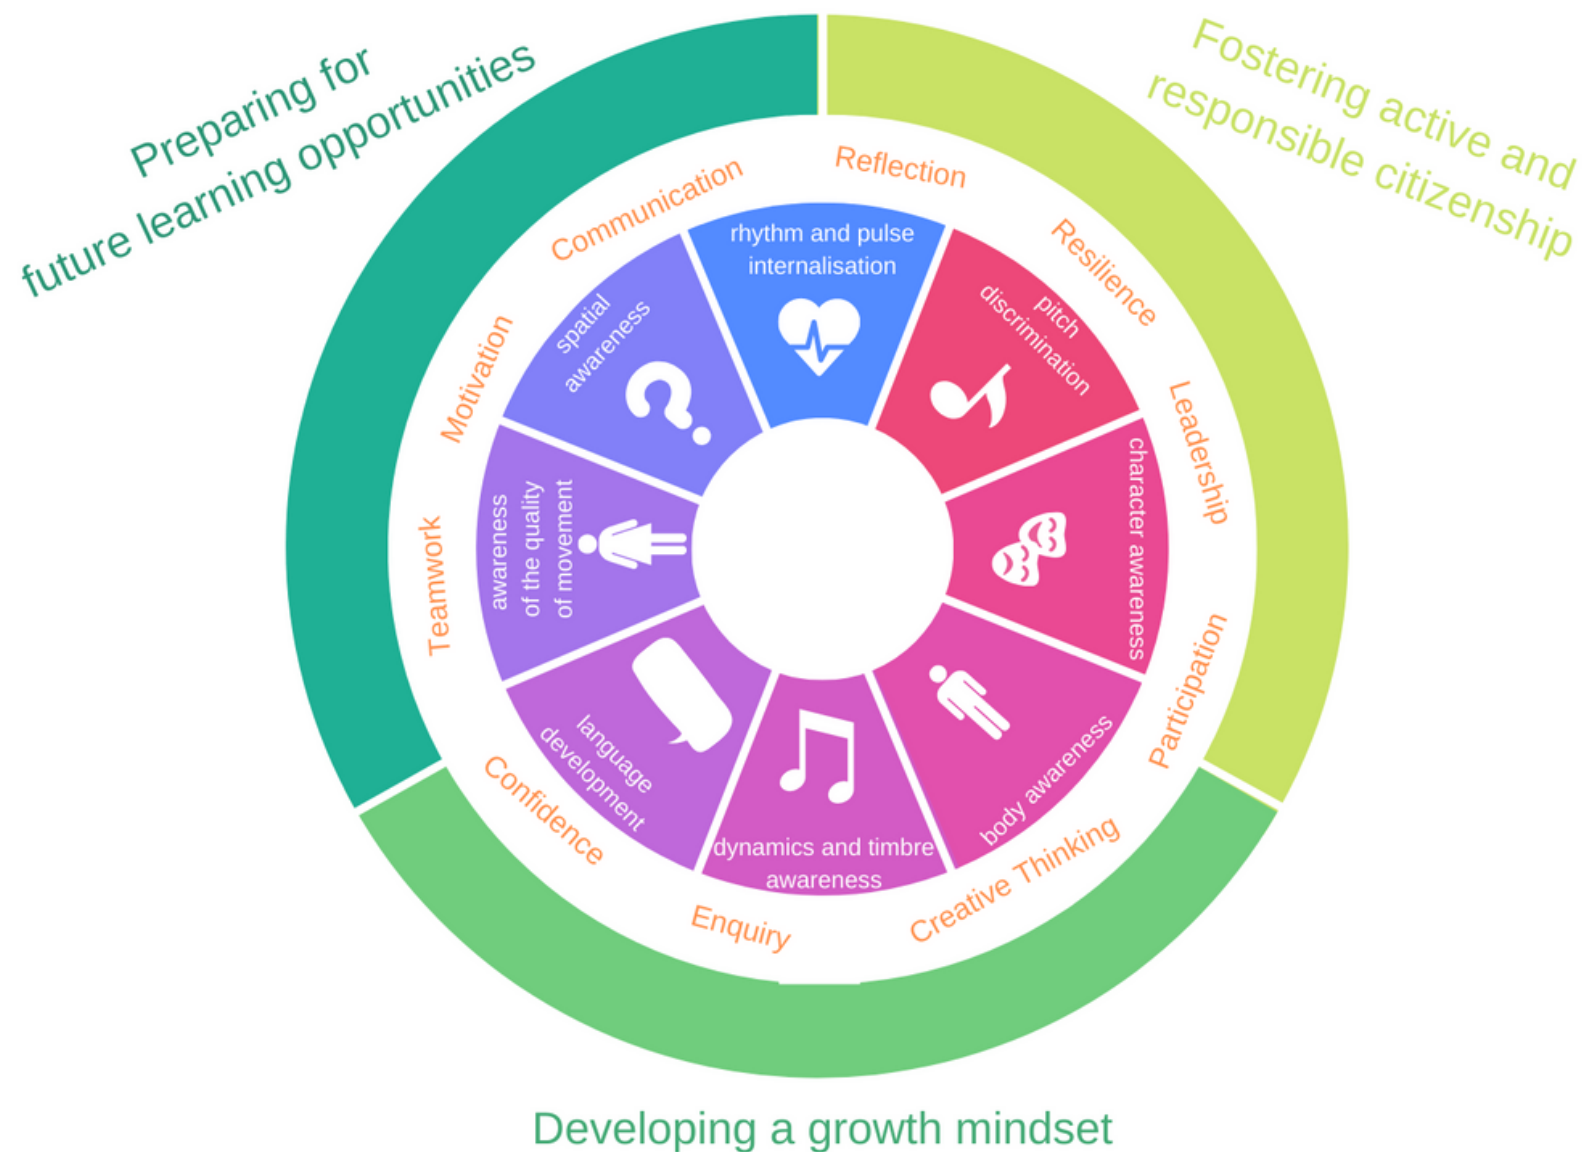 Preparing for
future learning opportunities
Fostering active and
responsible citizenship
Communication
Reflection
Resilience
Leadership
Participation
Creative Thinking
Enquiry
Confidence
Teamwork
Motivation
rhythm and pulse
internalisation
pitch
discrimination
character awareness
body awareness
dynamics and timbre
awareness
language
development
awareness
of the quality
of movement
spatial
awareness
Developing a growth mindset